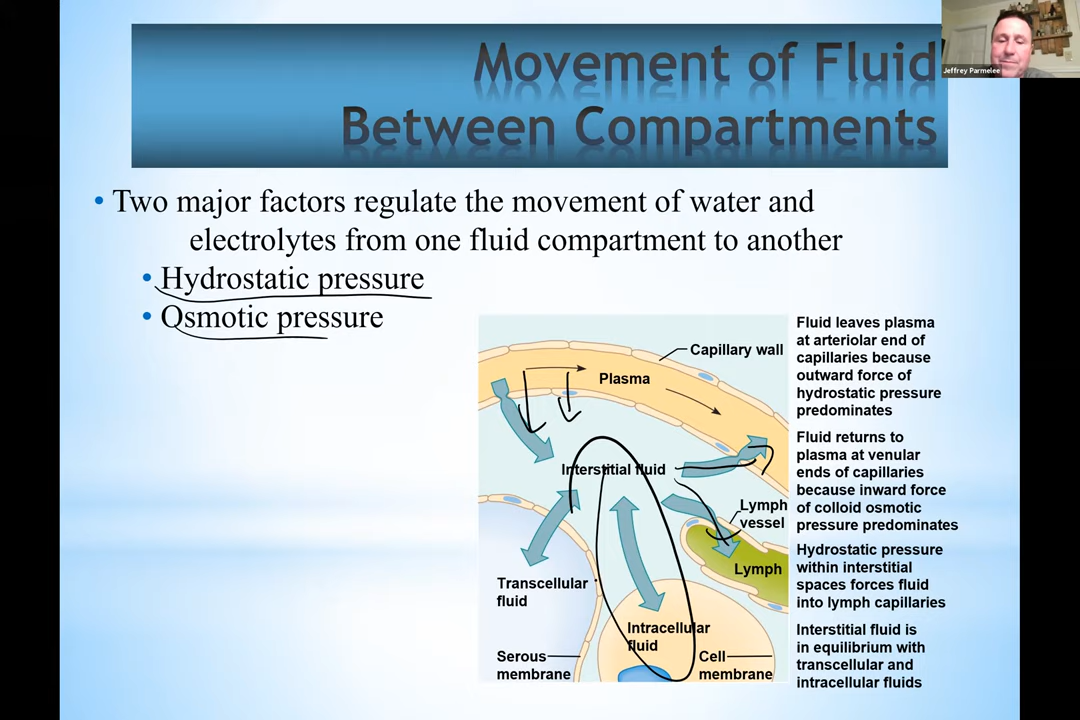 Movement of Fluid
Between Compartments
Jeffrey Parmelee
• Two major factors regulate the movement of water and
electrolytes from one fluid compartment to another
• Hydrostatic pressure
• Osmotic pressure
Capillary wall
Plasma
Interstitial fluid
Lymph
vessel
Lymph
Transcellular
fluid
Intracellular
fluid
Serous
membrane
Cell
membrane
Fluid leaves plasma
at arteriolar end of
capillaries because
outward force of
hydrostatic pressure
predominates
Fluid returns to
plasma at venular
ends of capillaries
because inward force
of colloid osmotic
pressure predominates
Hydrostatic pressure
within interstitial
spaces forces fluid
into lymph capillaries
Interstitial fluid is
in equilibrium with
transcellular and
intracellular fluids